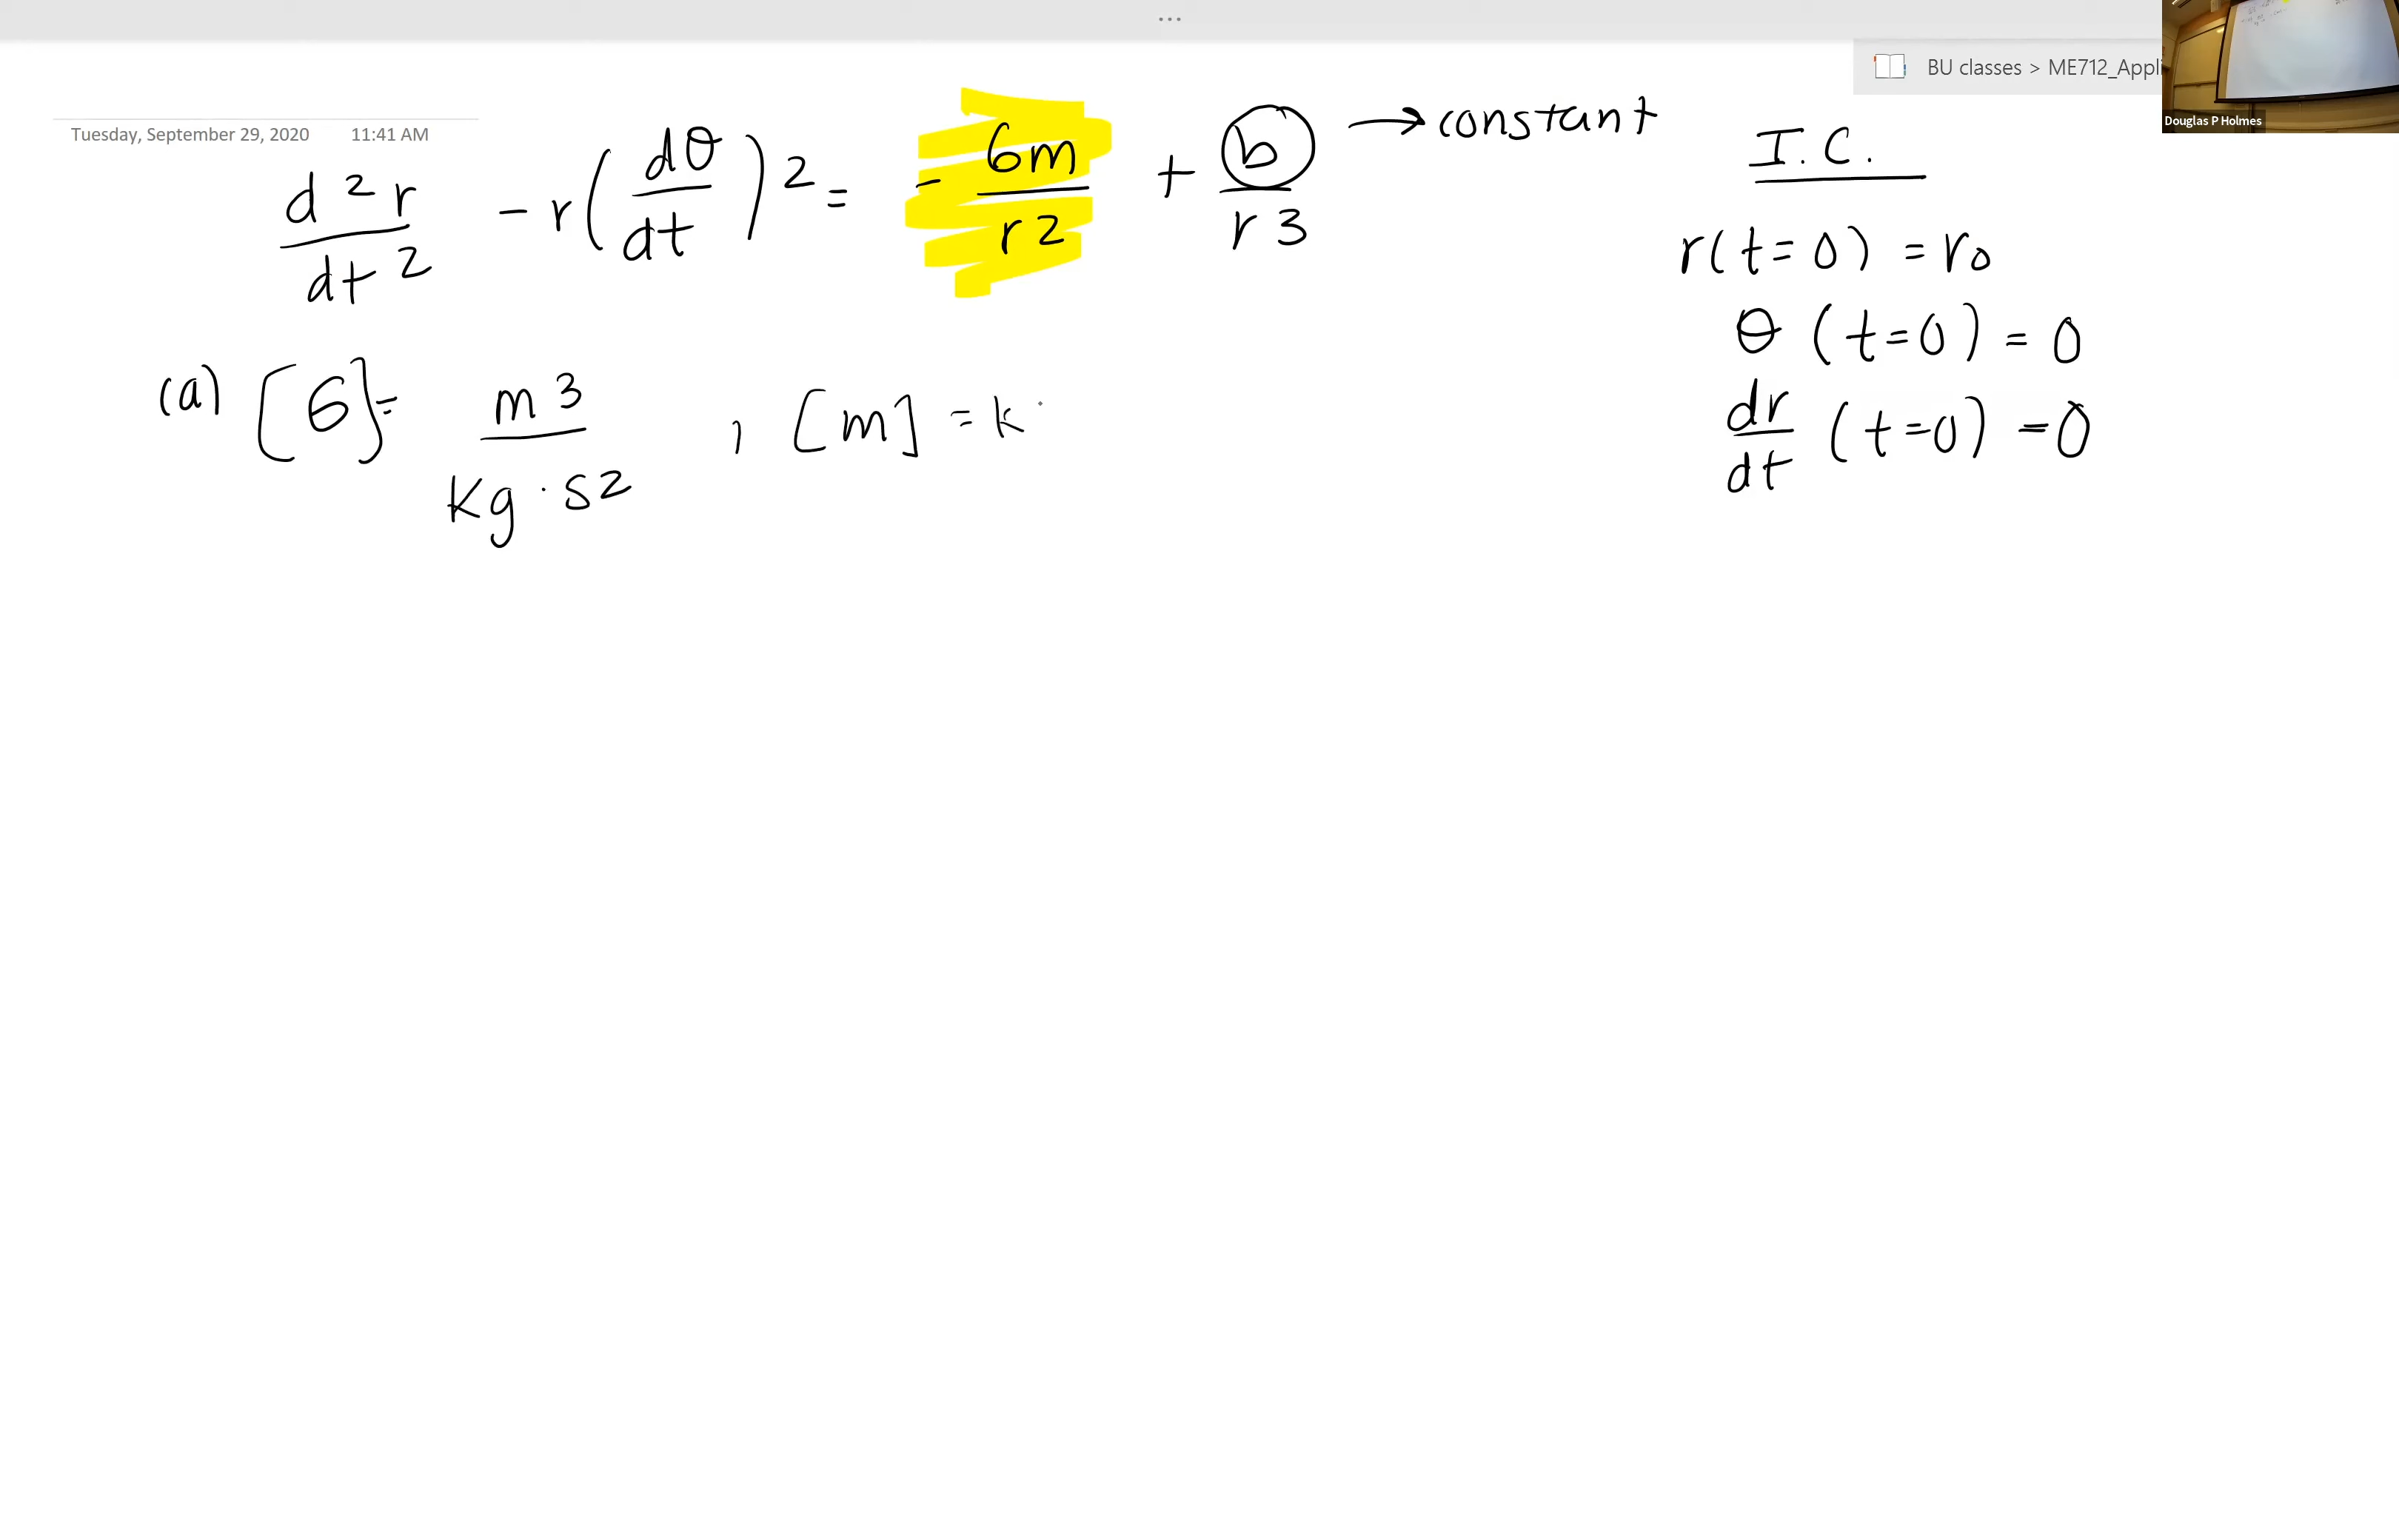 ...
BU classes > ME712_Appli
Douglas P Holmes
Tuesday, September 29, 2020 11:41 AM
d²r/dt² - r(dθ/dt)² = - Gm/r² + b/r³ → constant
I.C.
r(t=0) = r₀
θ(t=0) = 0
dr/dt (t=0) = 0
(a) [G] = m³/kg·s² , [m] = k